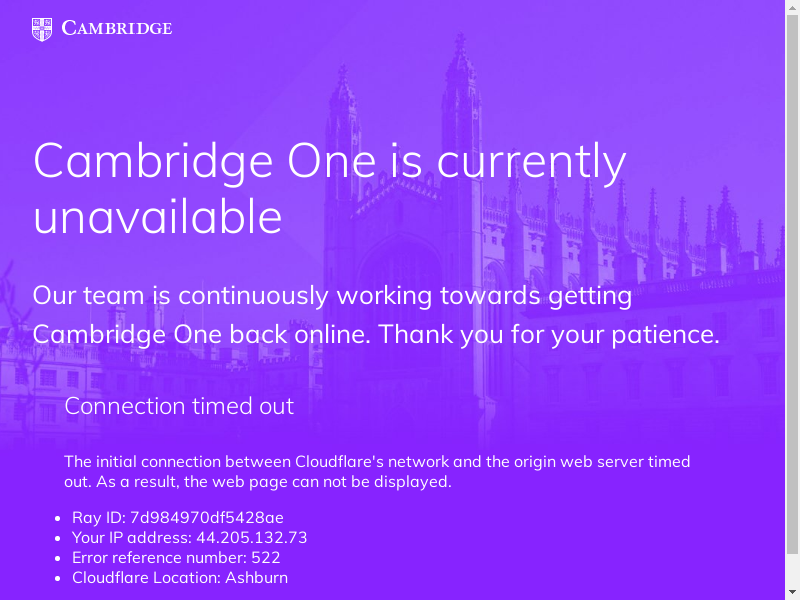 CAMBRIDGE
Cambridge One is currently
unavailable
Our team is continuously working towards getting
Cambridge One back online. Thank you for your patience.
Connection timed out
The initial connection between Cloudflare's network and the origin web server timed
out. As a result, the web page can not be displayed.
Ray ID: 7d984970df5428ae
Your IP address: 44.205.132.73
Error reference number: 522
Cloudflare Location: Ashburn